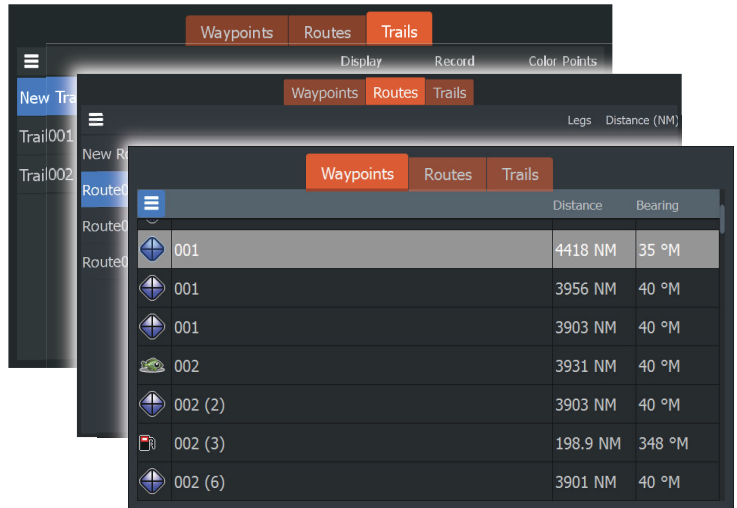 Waypoints Routes Trails
Display Record Color Points
New Tra
Trail001
Trail002
Waypoints Routes Trails
Legs Distance (NM)
New Ro
Route0
Route0
Route0
Waypoints Routes Trails
Distance Bearing
001 4418 NM 35 °M
001 3956 NM 40 °M
001 3903 NM 40 °M
002 3931 NM 40 °M
002 (2) 3903 NM 40 °M
002 (3) 198.9 NM 348 °M
002 (6) 3901 NM 40 °M